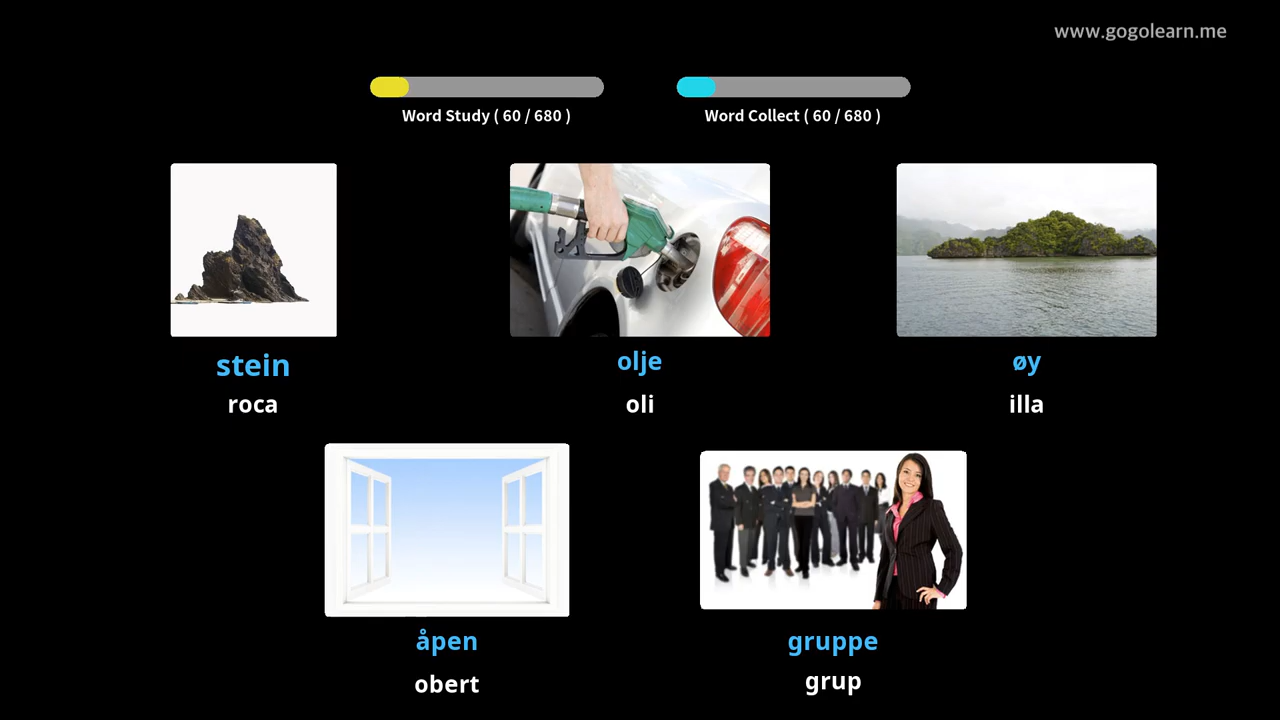 www.gogolearn.me
Word Study ( 60 / 680 )
Word Collect ( 60 / 680 )
stein
roca
olje
oli
øy
illa
åpen
obert
gruppe
grup